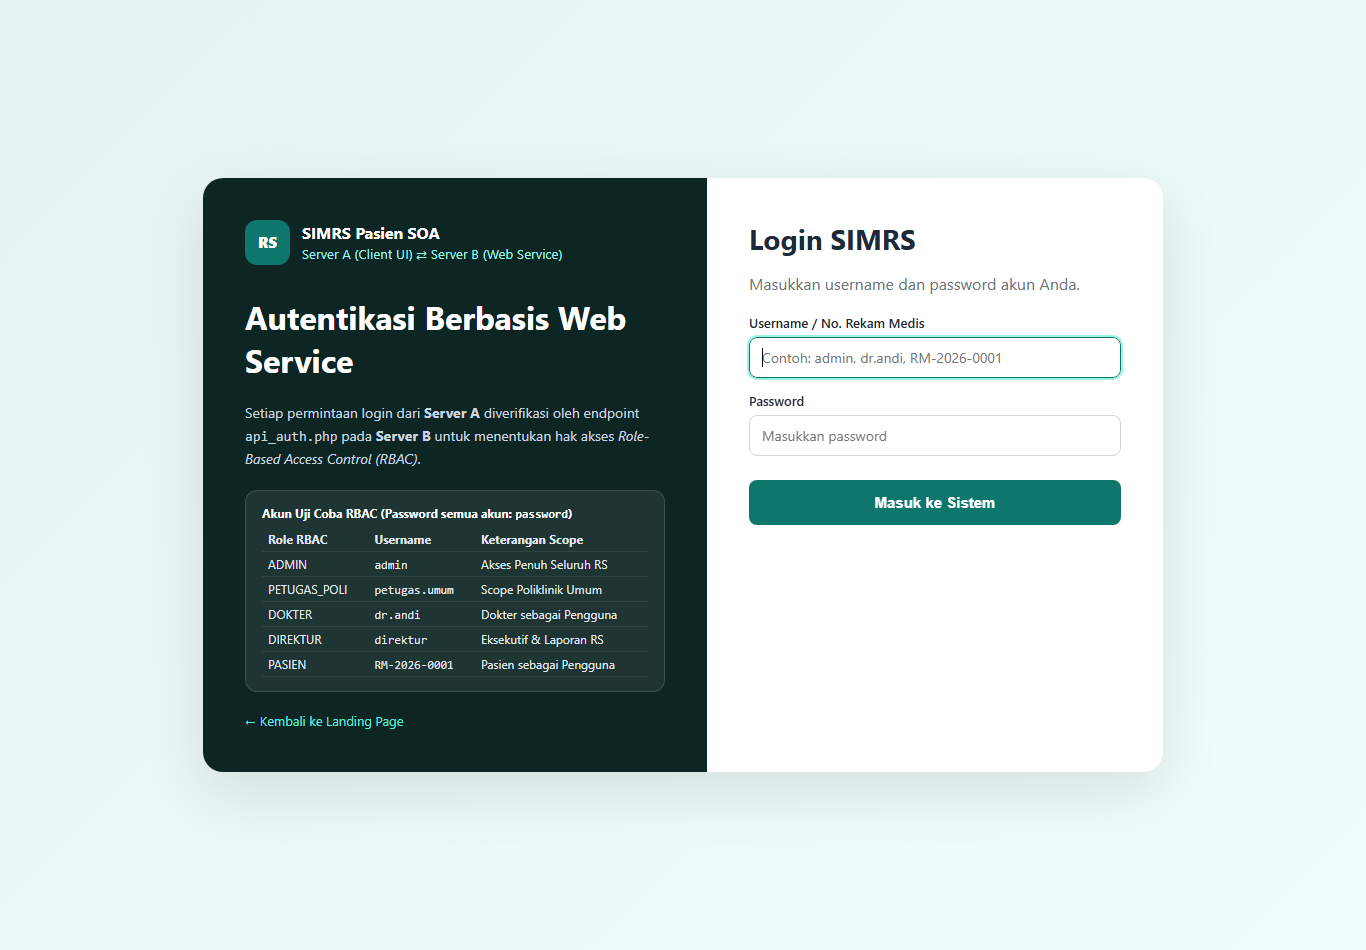 RS
SIMRS Pasien SOA
Server A (Client UI) ⇄ Server B (Web Service)
Autentikasi Berbasis Web
Service
Setiap permintaan login dari Server A diverifikasi oleh endpoint
api_auth.php pada Server B untuk menentukan hak akses Role-
Based Access Control (RBAC).
Akun Uji Coba RBAC (Password semua akun: password)
Role RBAC Username Keterangan Scope
ADMIN admin Akses Penuh Seluruh RS
PETUGAS_POLI petugas.umum Scope Poliklinik Umum
DOKTER dr.andi Dokter sebagai Pengguna
DIREKTUR direktur Eksekutif & Laporan RS
PASIEN RM-2026-0001 Pasien sebagai Pengguna
← Kembali ke Landing Page
Login SIMRS
Masukkan username dan password akun Anda.
Username / No. Rekam Medis
Contoh: admin, dr.andi, RM-2026-0001
Password
Masukkan password
Masuk ke Sistem